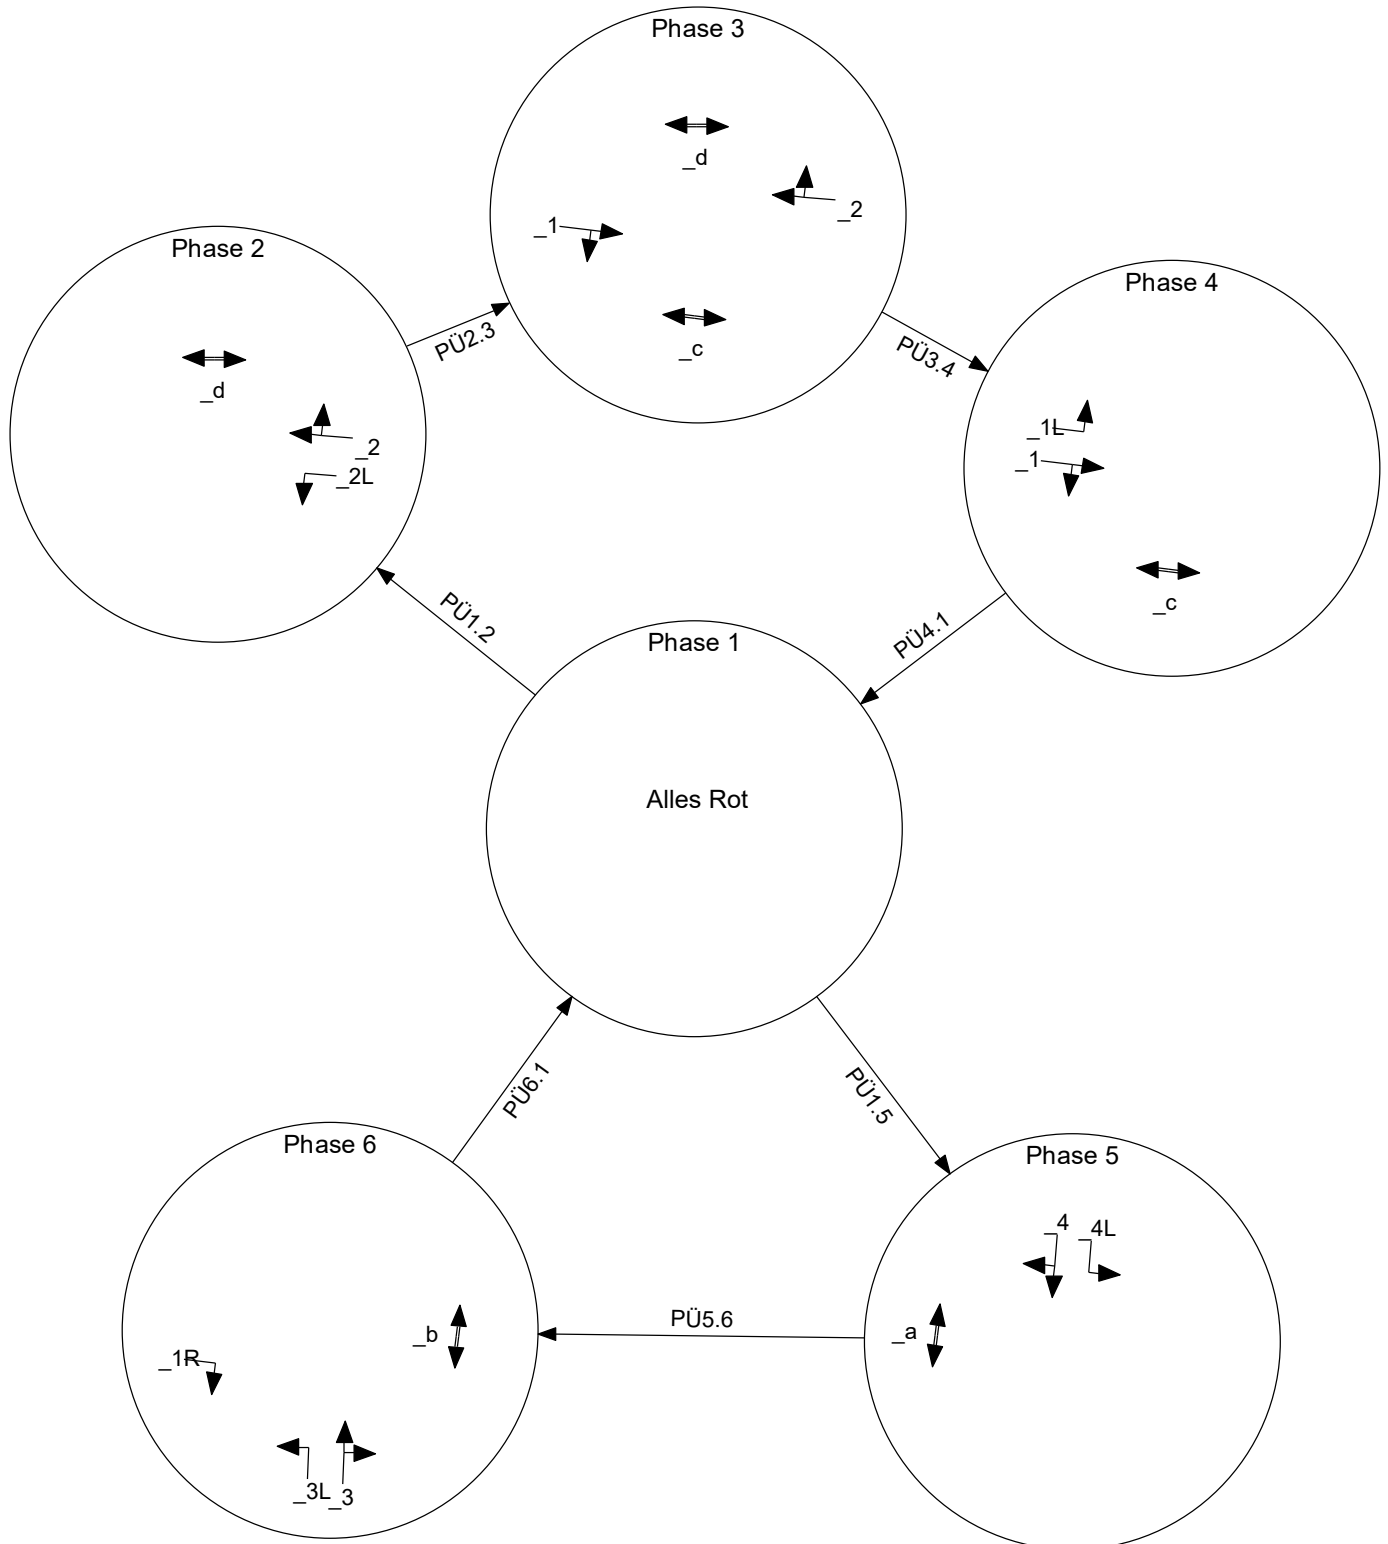 Phase 3
_d
_2
_1
_c
Phase 2
_d
_2
_2L
PÜ2.3
PÜ3.4
Phase 4
_1L
_1
_c
PÜ1.2
PÜ4.1
Phase 1
Alles Rot
PÜ6.1
PÜ1.5
Phase 6
_b
_1R
_3L
_3
PÜ5.6
Phase 5
_4
_4L
_a